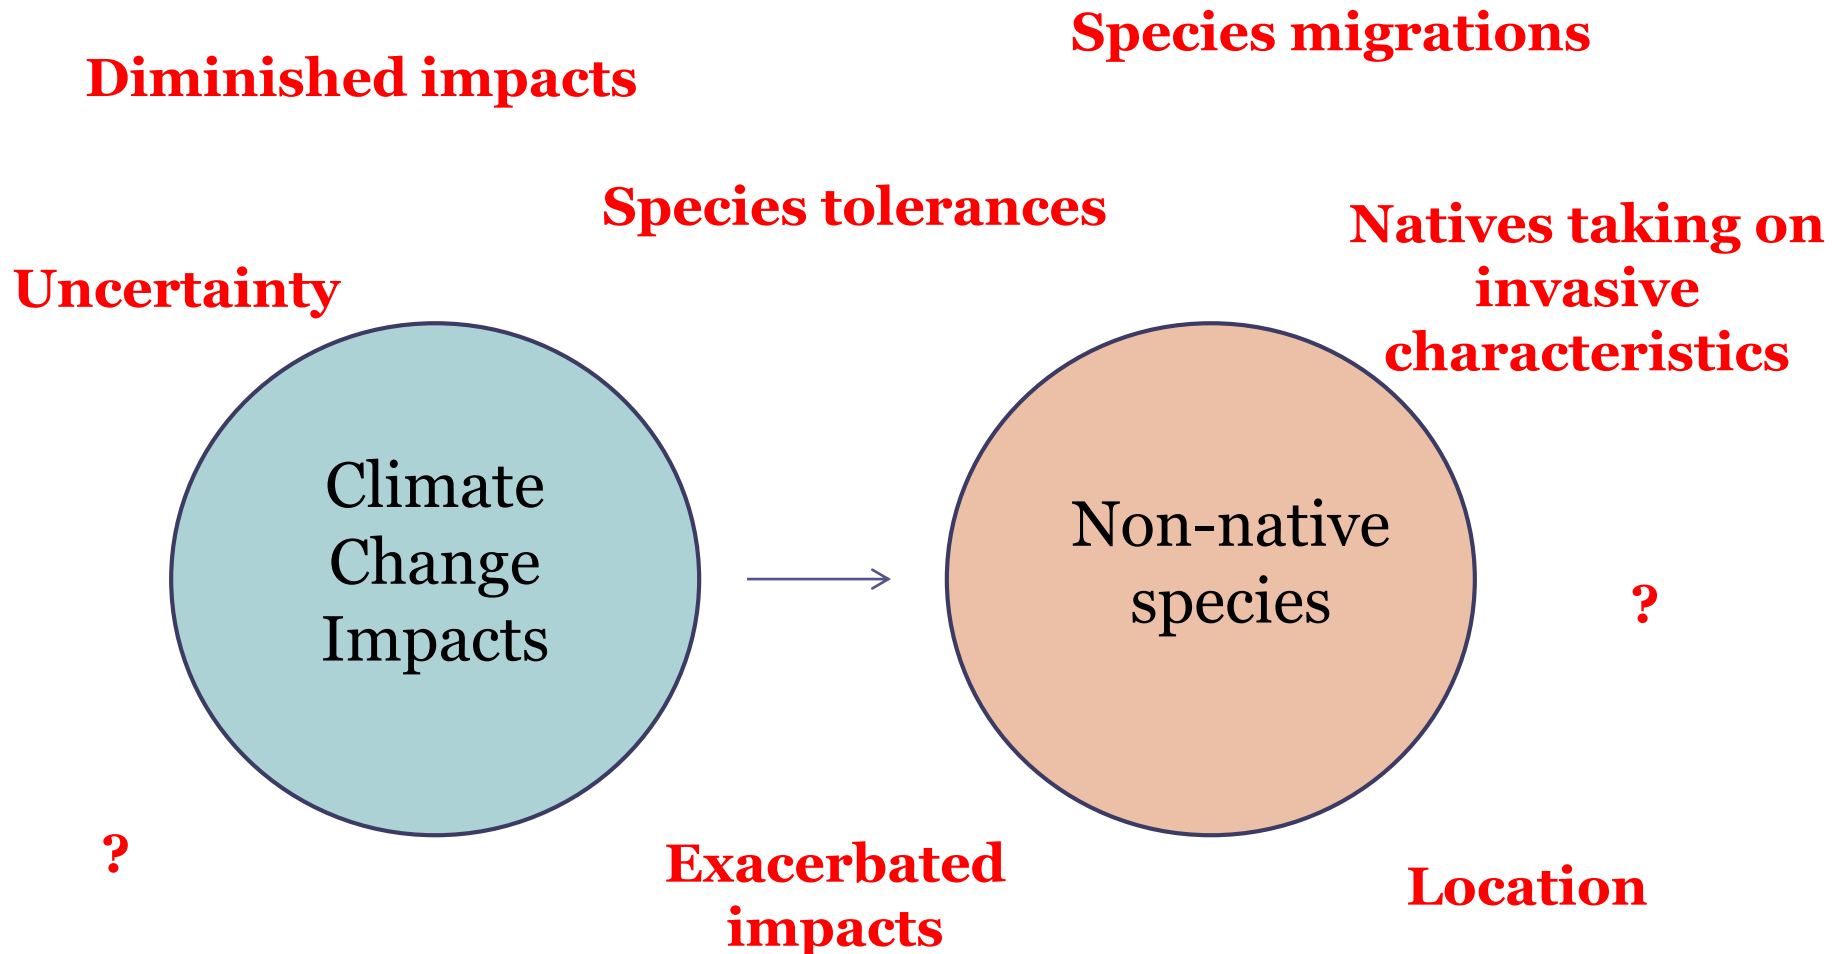 Species migrations
Diminished impacts
Species tolerances
Natives taking on
invasive
characteristics
Uncertainty
Climate
Change
Impacts
Non-native
species
?
?
Exacerbated
impacts
Location